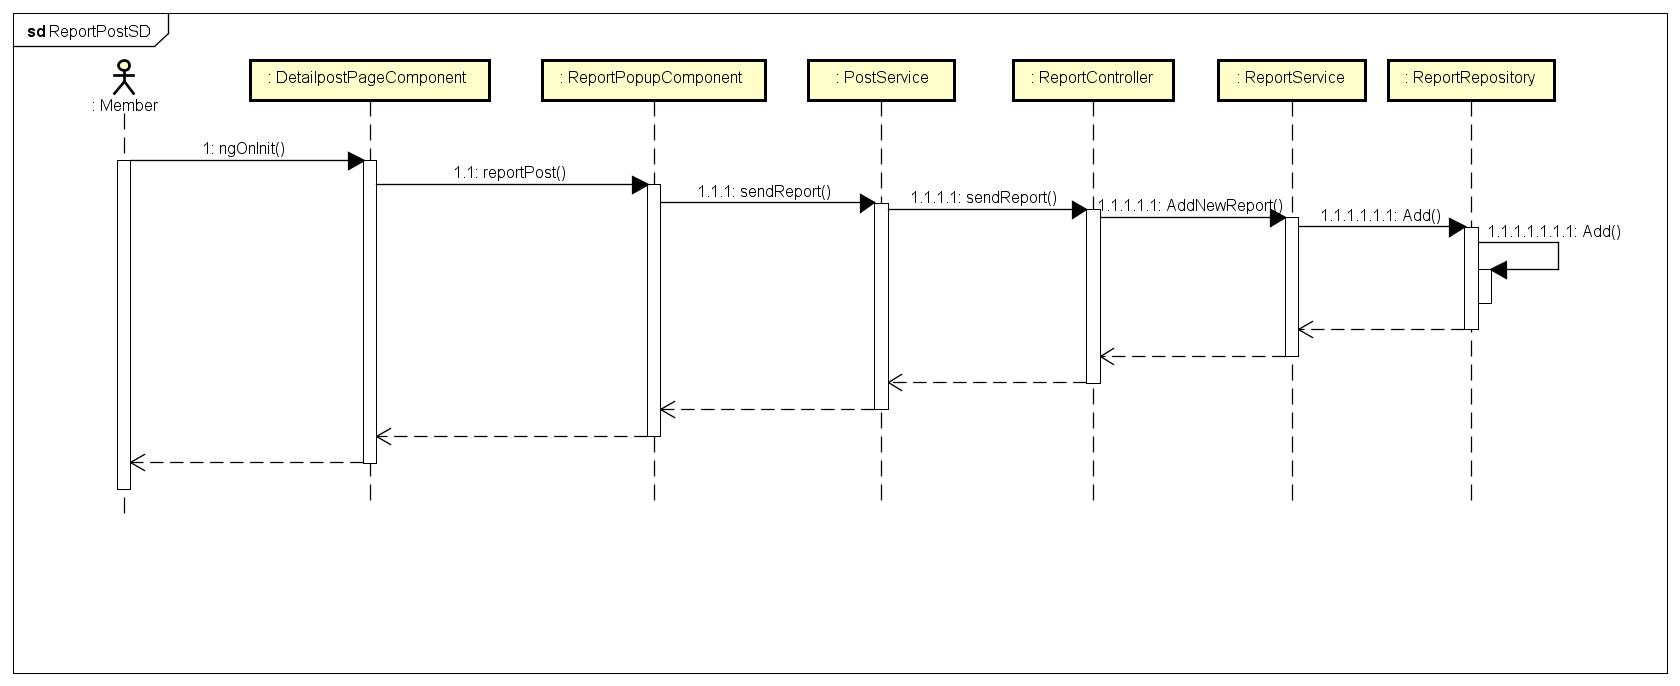 sd ReportPostSD
: Member
: DetailpostPageComponent
: ReportPopupComponent
: PostService
: ReportController
: ReportService
: ReportRepository
1: ngOnInit()
1.1: reportPost()
1.1.1: sendReport()
1.1.1.1: sendReport()
1.1.1.1.1: AddNewReport()
1.1.1.1.1.1: Add()
1.1.1.1.1.1.1: Add()